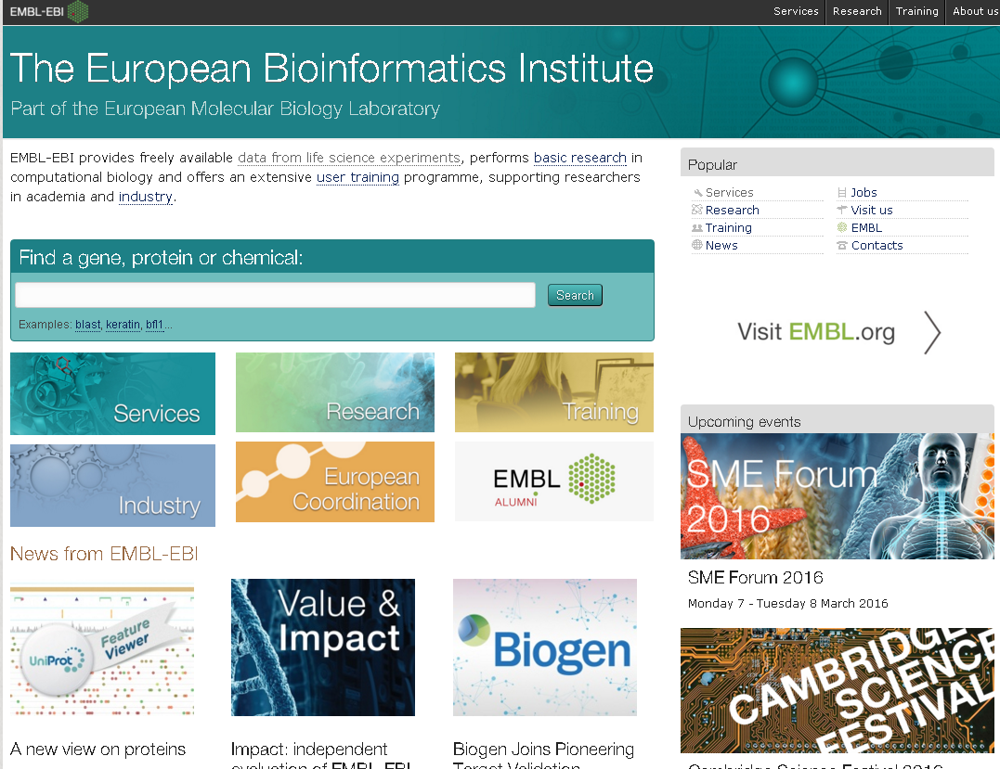 EMBL-EBI
Services
Research
Training
About us
The European Bioinformatics Institute
Part of the European Molecular Biology Laboratory
EMBL-EBI provides freely available data from life science experiments, performs basic research in
computational biology and offers an extensive user training programme, supporting researchers
in academia and industry.
Find a gene, protein or chemical:
Search
Examples: blast, keratin, bfl1...
Services
Research
Training
Industry
European
Coordination
EMBL
ALUMNI
News from EMBL-EBI
UniProt
Feature
Viewer
A new view on proteins
Value &
Impact
Impact: independent
evaluation of EMBL-EBI
Biogen
Biogen Joins Pioneering
Target Validation
Popular
Services
Research
Training
News
Jobs
Visit us
EMBL
Contacts
Visit EMBL.org
Upcoming events
SME Forum
2016
SME Forum 2016
Monday 7 - Tuesday 8 March 2016
CAMBRIDGE
SCIENCE
FESTIVAL
Cambridge Science Festival 2016